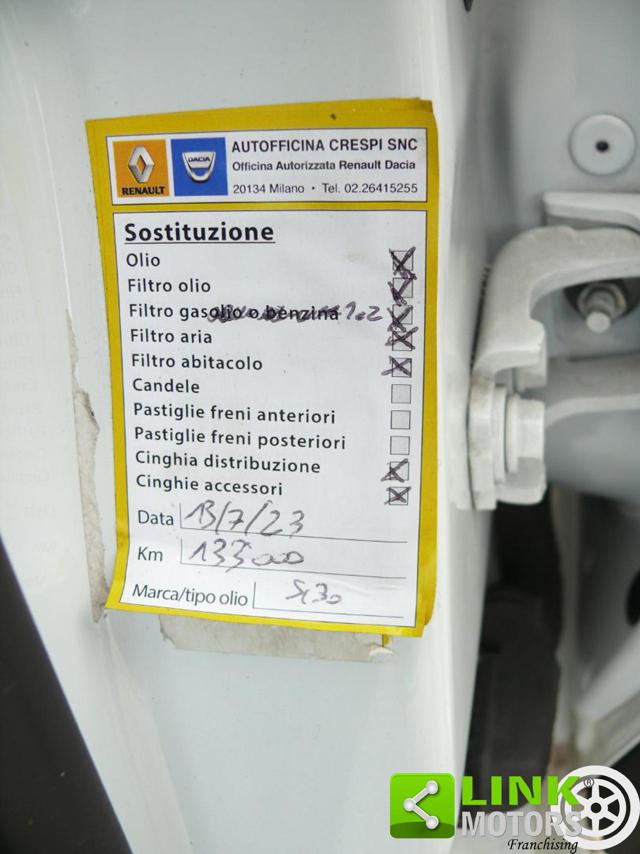 AUTOFFICINA CRESPI SNC
Officina Autorizzata Renault Dacia
20134 Milano • Tel. 02.26415255
RENAULT
DACIA
Sostituzione
Olio
Filtro olio
Filtro gasolio o benzina
Filtro aria
Filtro abitacolo
Candele
Pastiglie freni anteriori
Pastiglie freni posteriori
Cinghia distribuzione
Cinghie accessori
Data 13/7/23
Km 133000
Marca/tipo olio 5/30
LINK
MOTORS ®
Franchising